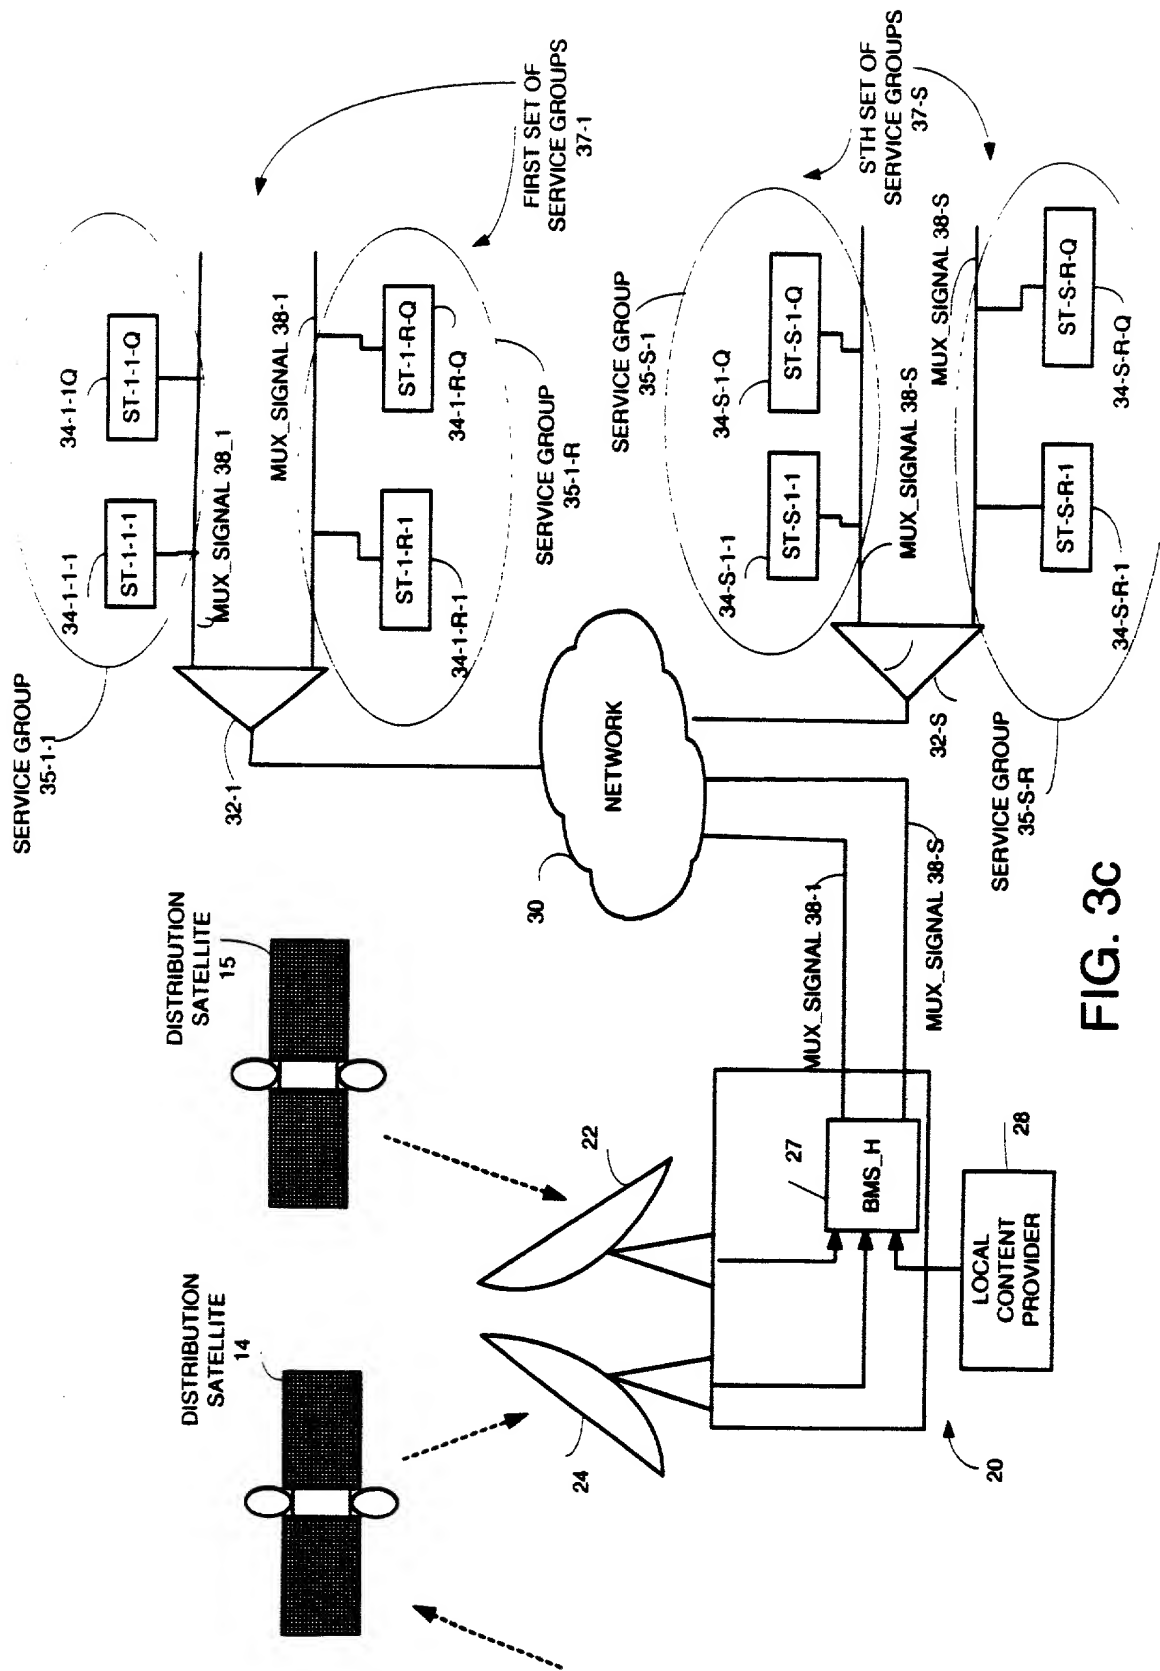 SERVICE GROUP
35-1-1
34-1-1-1
ST-1-1-1
34-1-1Q
ST-1-1-Q
MUX_SIGNAL 38_1
MUX_SIGNAL 38-1
32-1
ST-1-R-1
34-1-R-1
ST-1-R-Q
34-1-R-Q
SERVICE GROUP
35-1-R
FIRST SET OF
SERVICE GROUPS
37-1
DISTRIBUTION
SATELLITE
14
DISTRIBUTION
SATELLITE
15
24
22
30
NETWORK
SERVICE GROUP
35-S-1
34-S-1-1
ST-S-1-1
34-S-1-Q
ST-S-1-Q
S'TH SET OF
SERVICE GROUPS
37-S
MUX_SIGNAL 38-S
MUX_SIGNAL 38-S
32-S
ST-S-R-1
34-S-R-1
ST-S-R-Q
34-S-R-Q
SERVICE GROUP
35-S-R
MUX_SIGNAL 38-1
MUX_SIGNAL 38-S
27
BMS_H
28
LOCAL
CONTENT
PROVIDER
20
FIG. 3c